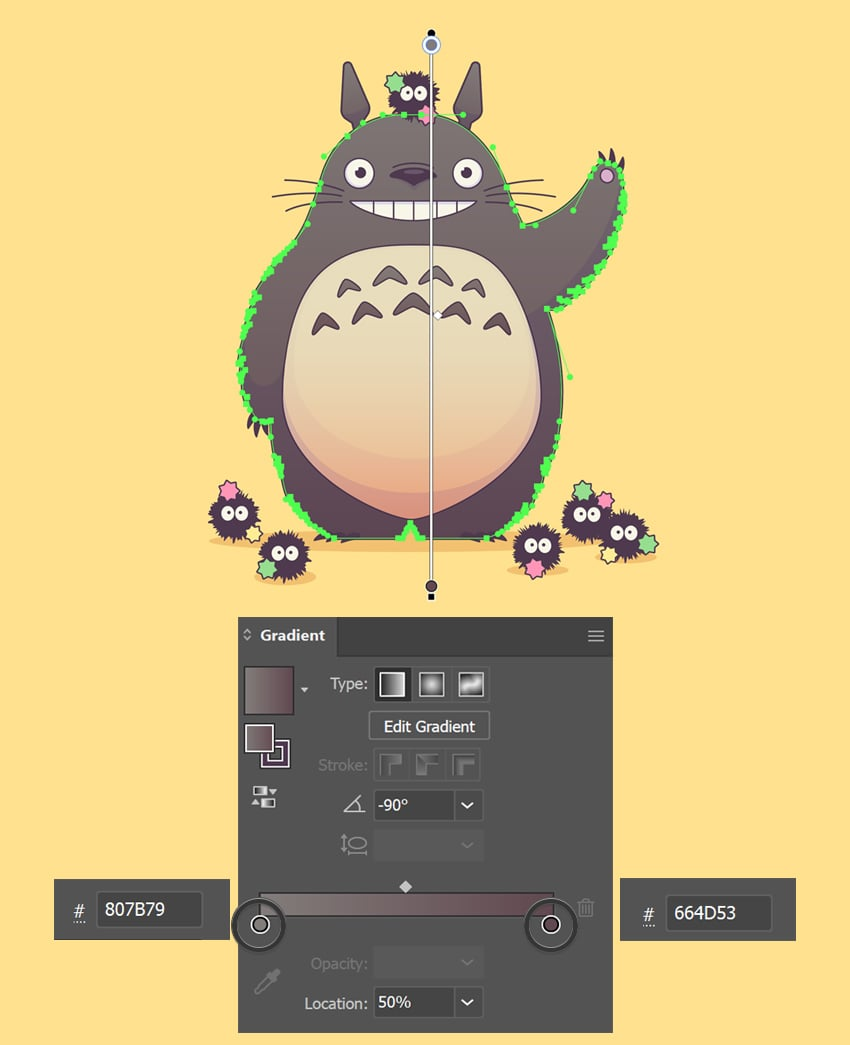 Gradient
Type:
Edit Gradient
Stroke:
-90°
# 807B79
# 664D53
Opacity:
Location: 50%